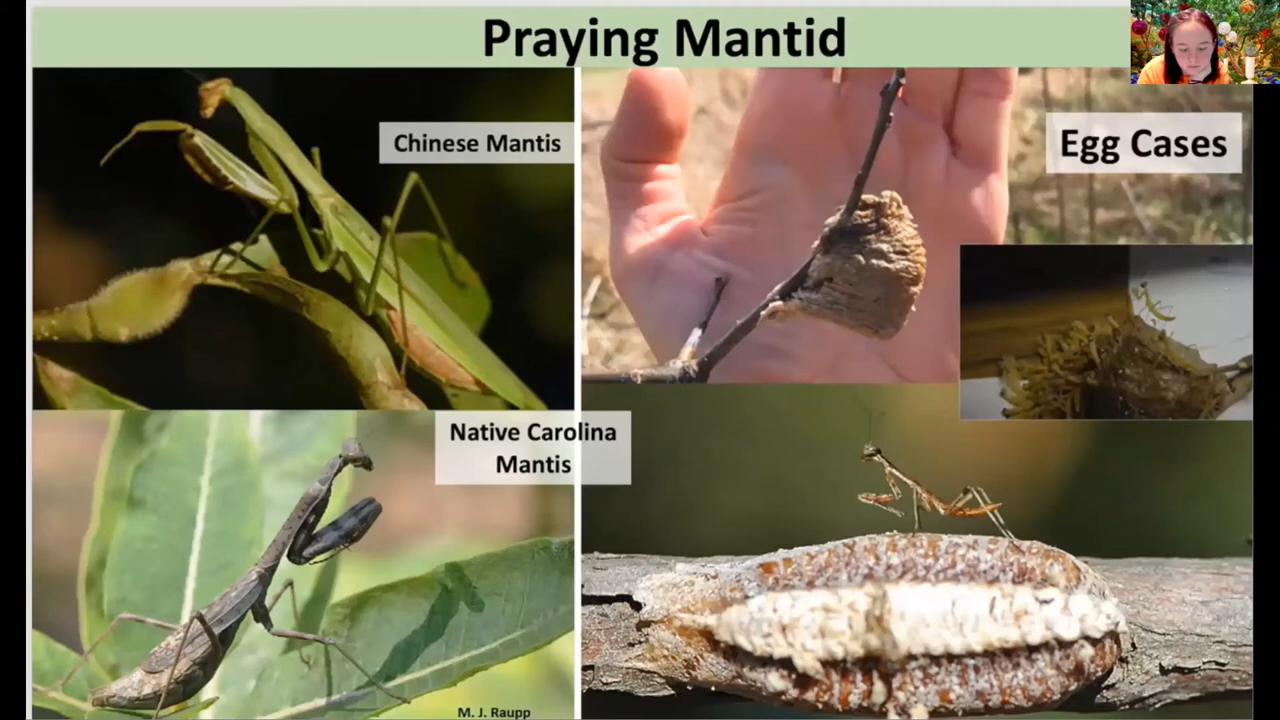 Praying Mantid
Chinese Mantis
Egg Cases
Native Carolina
Mantis
M. J. Raupp